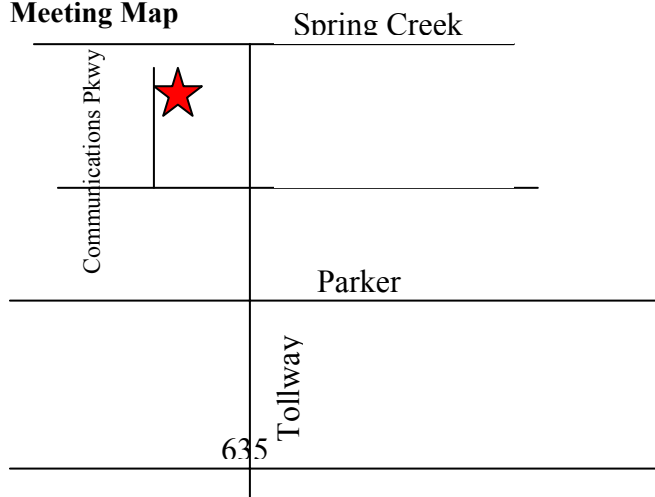 Meeting Map
Spring Creek
Communications Pkwy
Parker
Tollway
635